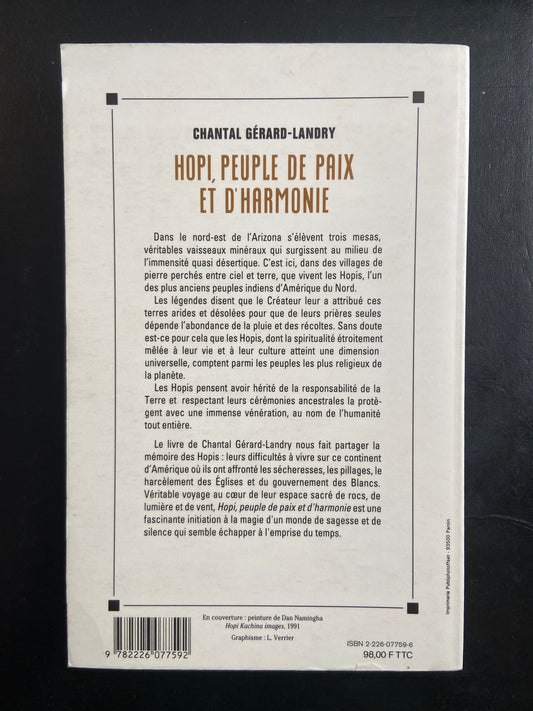 CHANTAL GÉRARD-LANDRY
HOPI, PEUPLE DE PAIX
ET D'HARMONIE
Dans le nord-est de l'Arizona s'élèvent trois mesas,
véritables vaisseaux minéraux qui surgissent au milieu de
l'immensité quasi désertique. C'est ici, dans des villages de
pierre perchés entre ciel et terre, que vivent les Hopis, l'un
des plus anciens peuples indiens d'Amérique du Nord.
Les légendes disent que le Créateur leur a attribué ces
terres arides et désolées pour que de leurs prières seules
dépende l'abondance de la pluie et des récoltes. Sans doute
est-ce pour cela que les Hopis, dont la spiritualité étroitement
mêlée à leur vie et à leur culture atteint une dimension
universelle, comptent parmi les peuples les plus religieux de
la planète.
Les Hopis pensent avoir hérité de la responsabilité de la
Terre et respectant leurs cérémonies ancestrales la protè-
gent avec une immense vénération, au nom de l'humanité
tout entière.
Le livre de Chantal Gérard-Landry nous fait partager la
mémoire des Hopis : leurs difficultés à vivre sur ce continent
d'Amérique où ils ont affronté les sécheresses, les pillages, le
harcèlement des Églises et du gouvernement des Blancs.
Véritable voyage au cœur de leur espace sacré de rocs, de
lumière et de vent, Hopi, peuple de paix et d'harmonie est une
fascinante initiation à la magie d'un monde de sagesse et de
silence qui semble échapper à l'emprise du temps.
En couverture : peinture de Dan Namingha
Hopi Kachina images, 1991
Graphisme : L. Verrier
9 782226 077592
ISBN 2-226-07759-6
98,00 F TTC
Imprimerie Publiphotoffset - 93500 Pantin